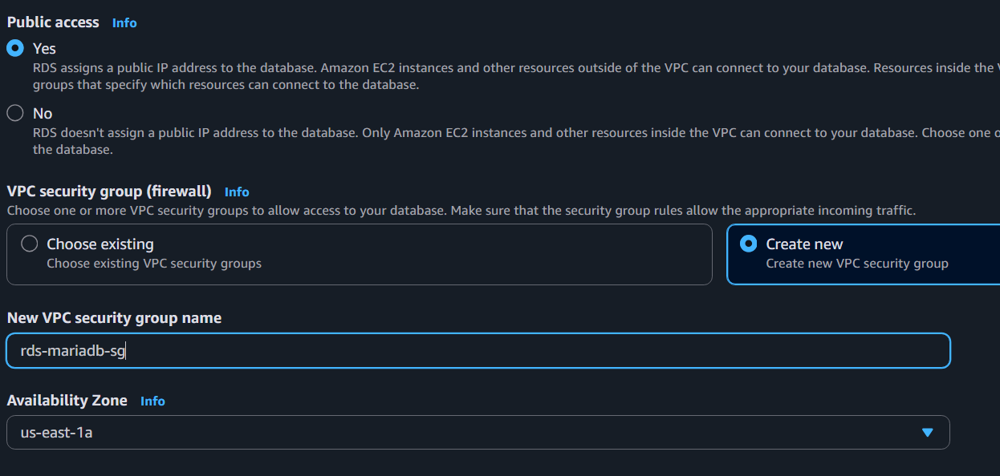 Public access Info
Yes
RDS assigns a public IP address to the database. Amazon EC2 instances and other resources outside of the VPC can connect to your database. Resources inside the
groups that specify which resources can connect to the database.
No
RDS doesn't assign a public IP address to the database. Only Amazon EC2 instances and other resources inside the VPC can connect to your database. Choose one
the database.
VPC security group (firewall) Info
Choose one or more VPC security groups to allow access to your database. Make sure that the security group rules allow the appropriate incoming traffic.
Choose existing
Choose existing VPC security groups
Create new
Create new VPC security group
New VPC security group name
rds-mariadb-sg
Availability Zone Info
us-east-1a